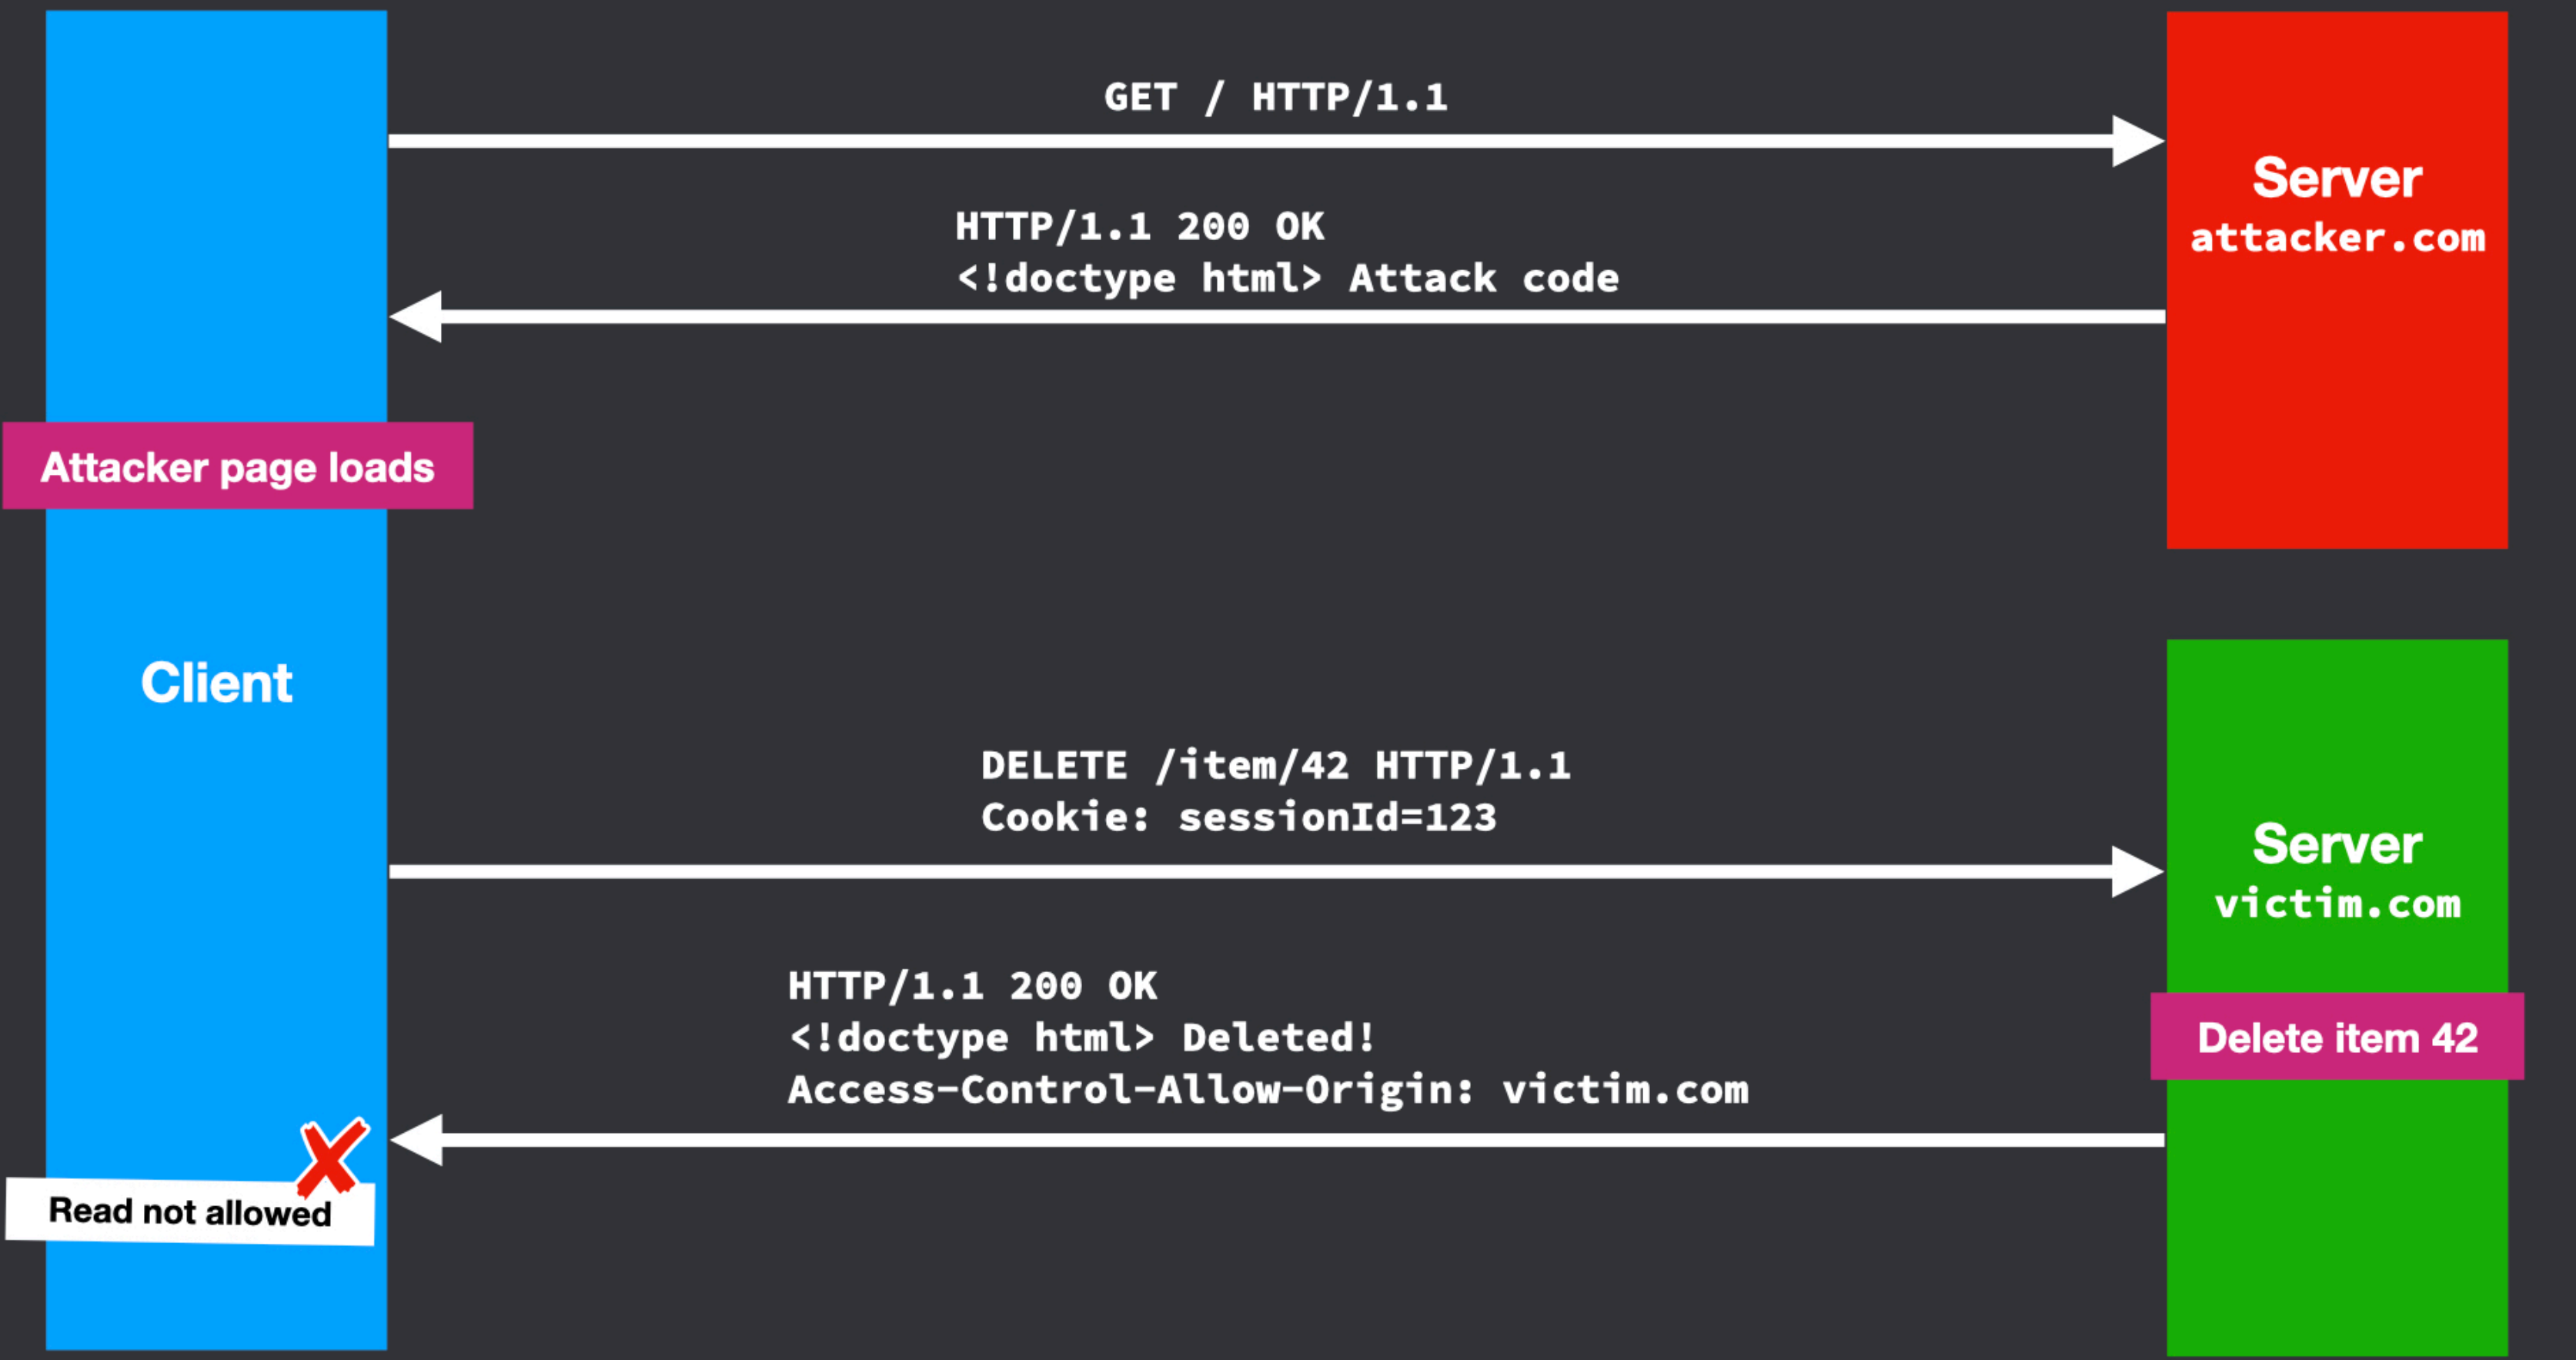 GET / HTTP/1.1
Server
attacker.com
HTTP/1.1 200 OK
<!doctype html> Attack code
Attacker page loads
Client
DELETE /item/42 HTTP/1.1
Cookie: sessionId=123
Server
victim.com
HTTP/1.1 200 OK
<!doctype html> Deleted!
Access-Control-Allow-Origin: victim.com
Delete item 42
Read not allowed